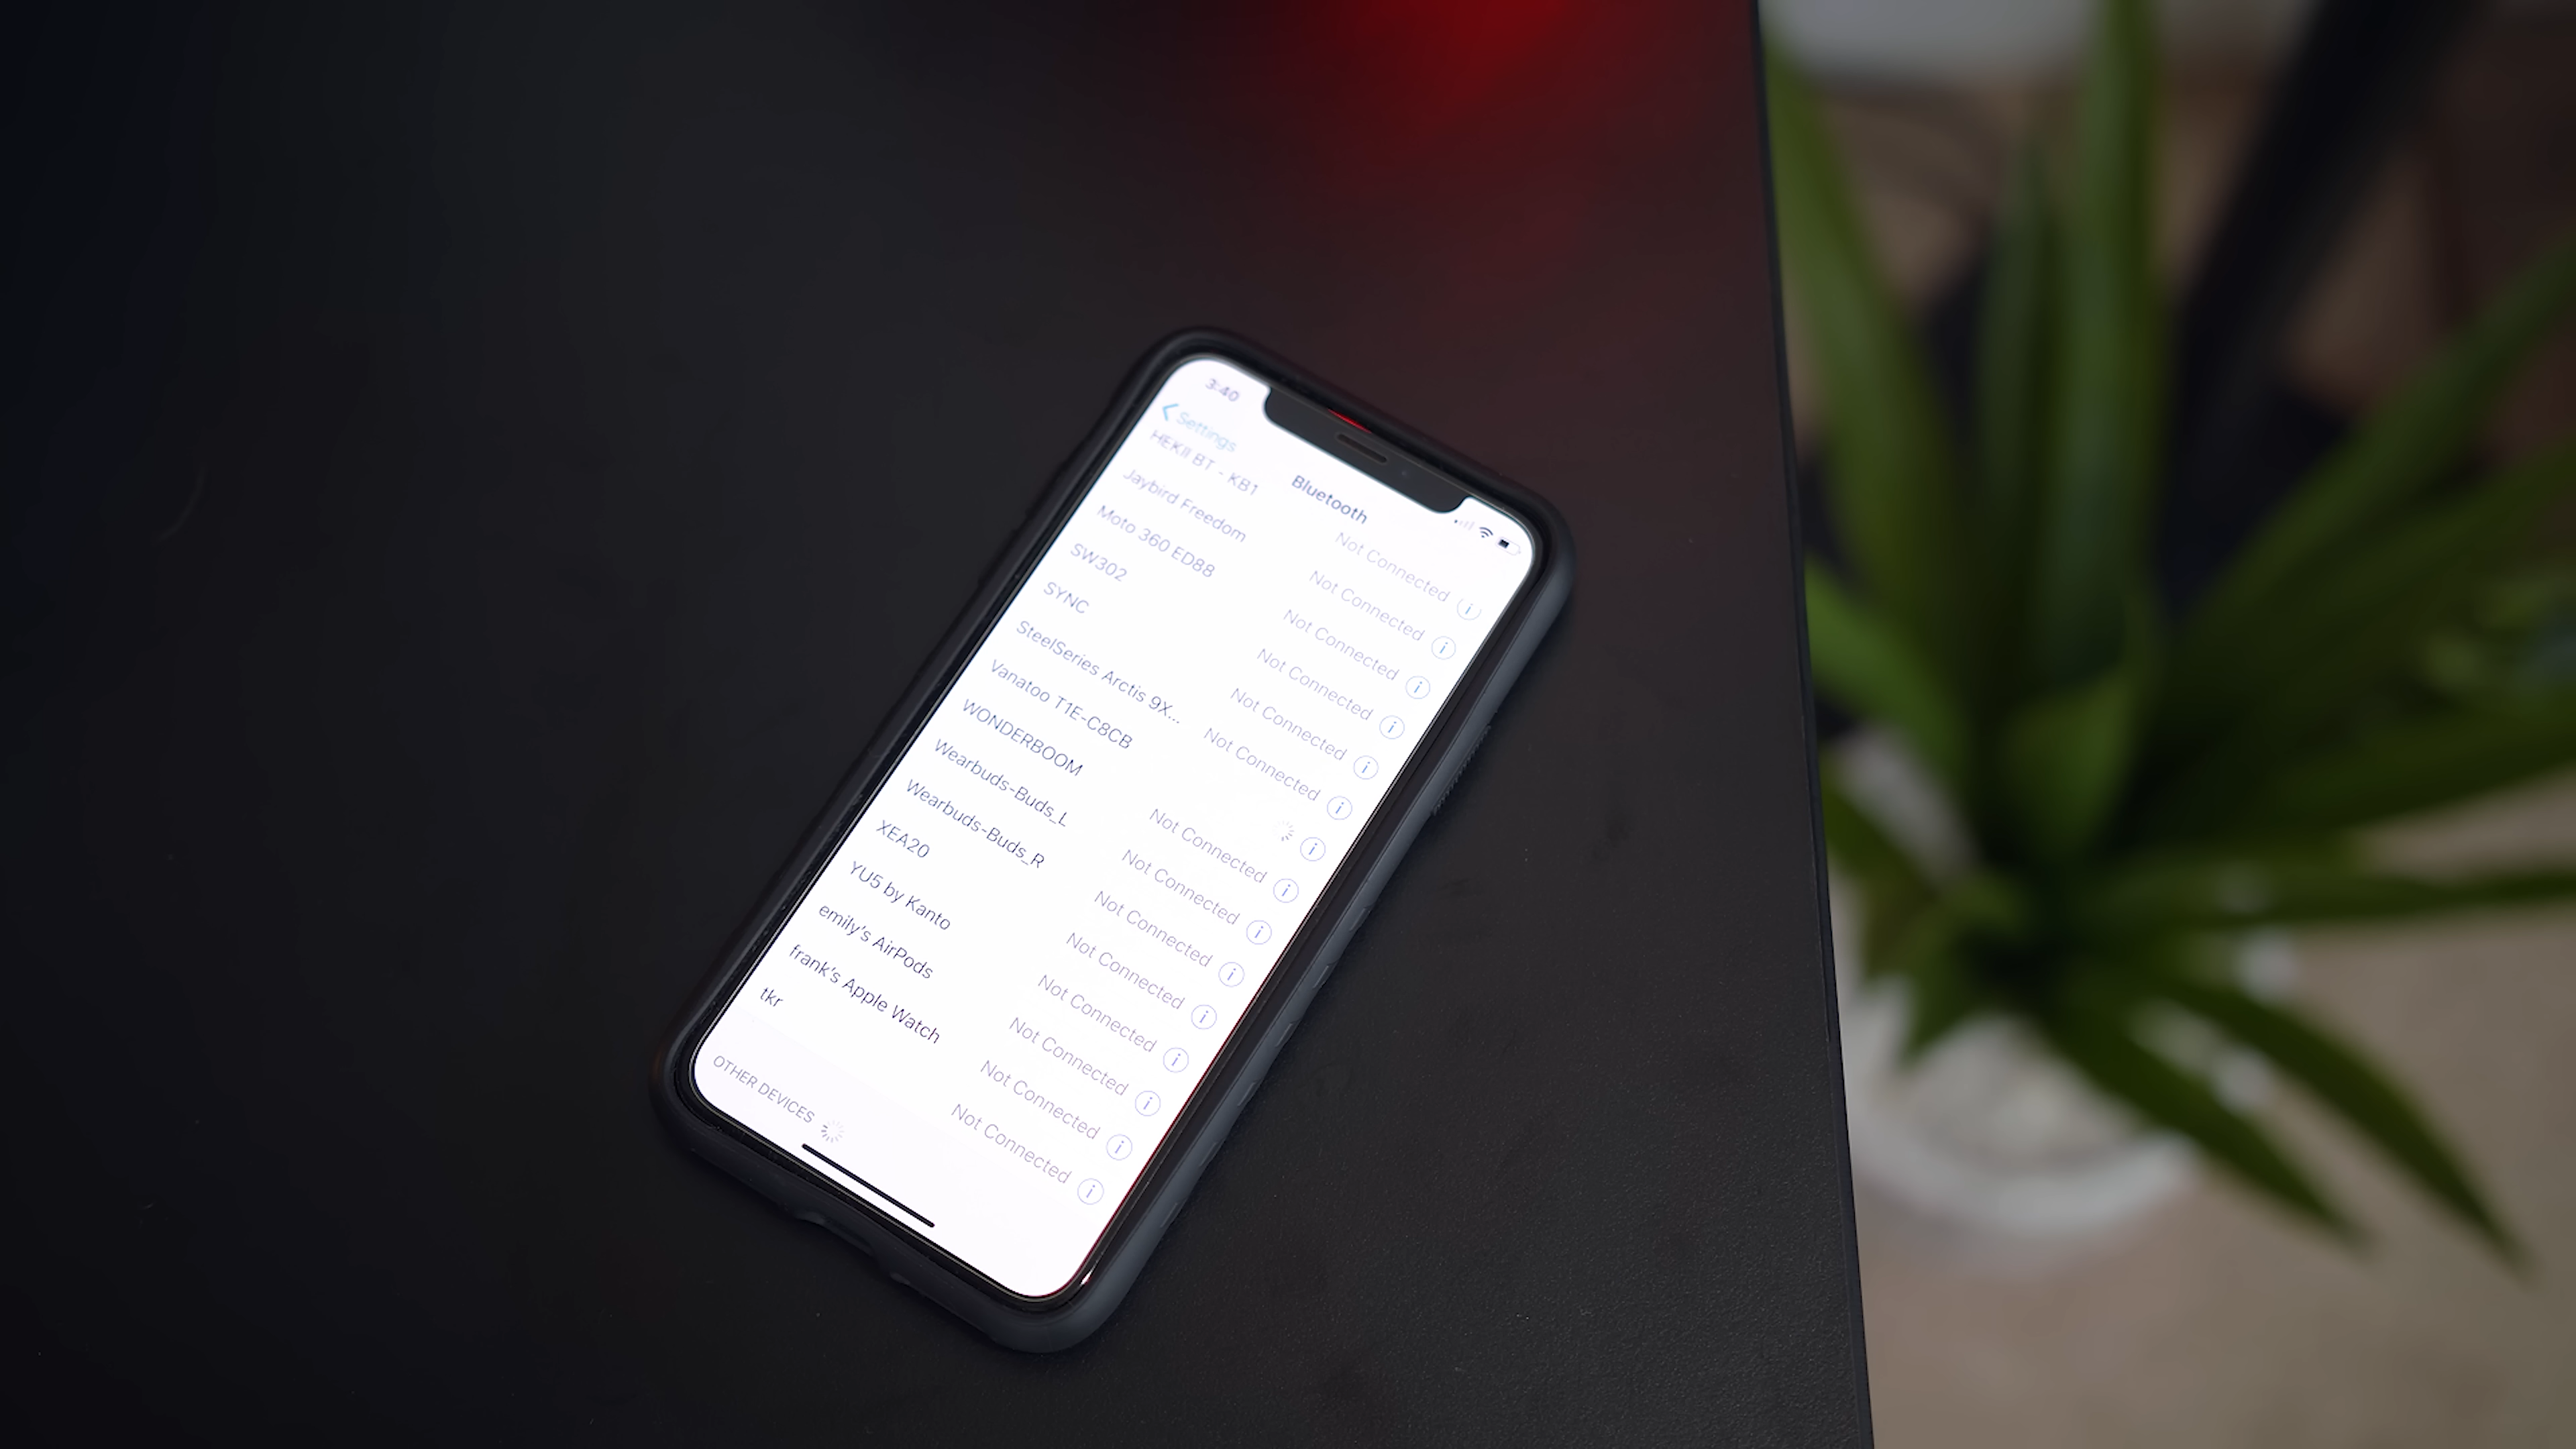 3:40
Settings
Bluetooth
HEKII BT - KB1 Not Connected
Jaybird Freedom Not Connected
Moto 360 ED88 Not Connected
SW302 Not Connected
SYNC Not Connected
SteelSeries Arctis 9X... Not Connected
Vanatoo T1E-C8CB
WONDERBOOM Not Connected
Wearbuds-Buds_L Not Connected
Wearbuds-Buds_R Not Connected
XEA20 Not Connected
YU5 by Kanto Not Connected
emily's AirPods Not Connected
frank's Apple Watch Not Connected
tkr Not Connected
OTHER DEVICES